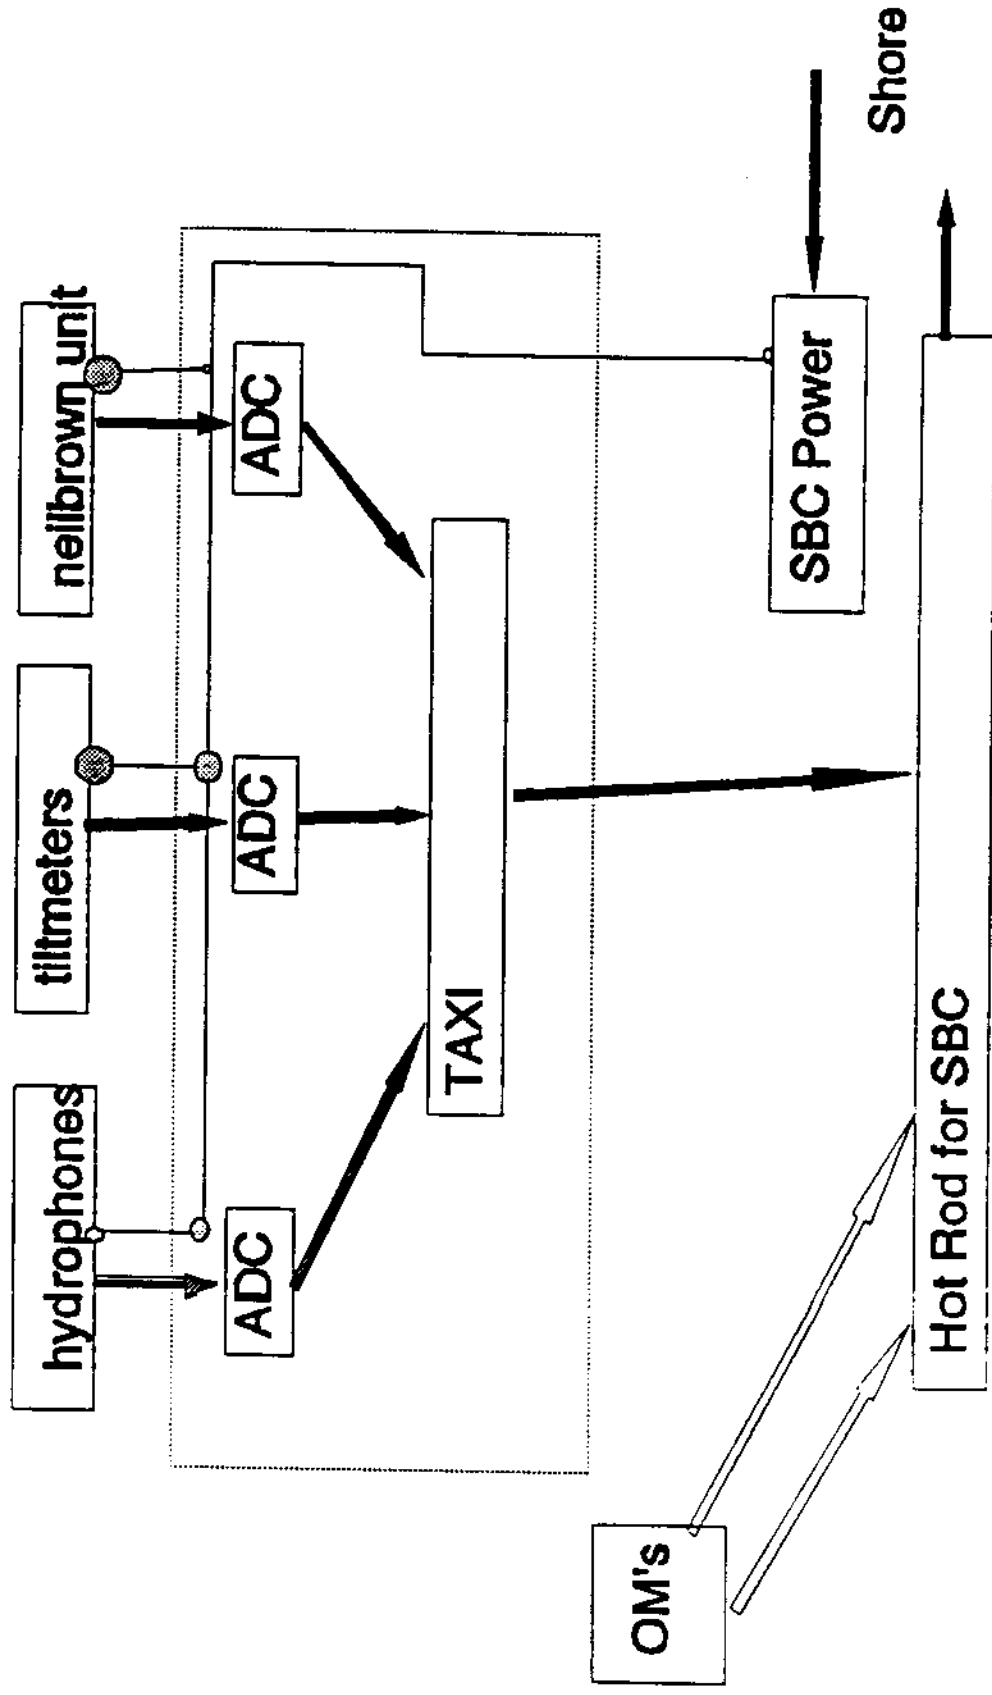 hydrophones
tiltmeters
neilbrown unit
ADC
ADC
ADC
TAXI
OM's
SBC Power
Shore
Hot Rod for SBC